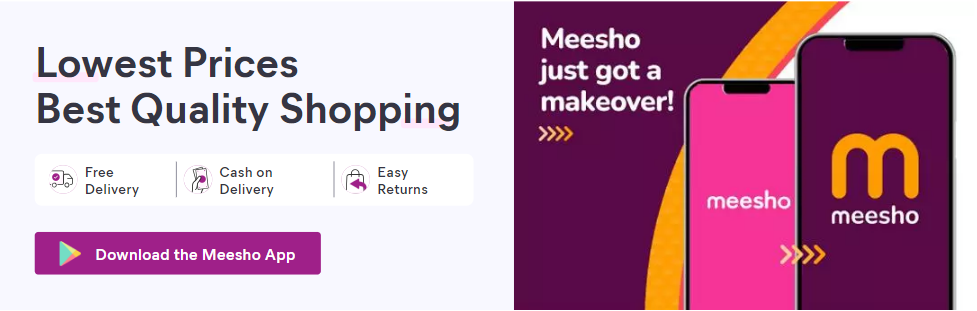 Lowest Prices
Best Quality Shopping
Free
Delivery
Cash on
Delivery
Easy
Returns
Download the Meesho App
Meesho
just got a
makeover!
meesho
meesho